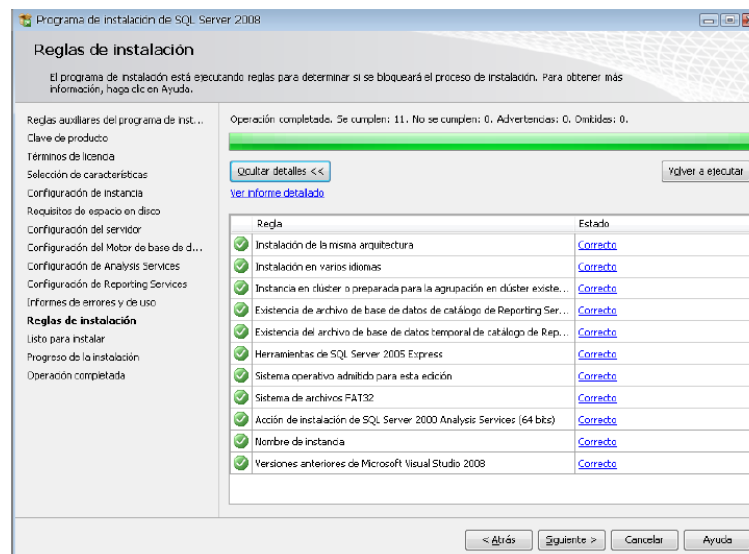 Programa de instalación de SQL Server 2008
Reglas de instalación
El programa de instalación está ejecutando reglas para determinar si se bloqueará el proceso de instalación. Para obtener más
información, haga clic en Ayuda.
Reglas auxiliares del programa de inst...
Clave de producto
Términos de licencia
Selección de características
Configuración de instancia
Requisitos de espacio en disco
Configuración del servidor
Configuración del Motor de base de d...
Configuración de Analysis Services
Configuración de Reporting Services
Informes de errores y de uso
Reglas de instalación
Listo para instalar
Progreso de la instalación
Operación completada
Operación completada. Se cumplen: 11. No se cumplen: 0. Advertencias: 0. Omitidas: 0.
Ocultar detalles <<
Volver a ejecutar
Ver informe detallado
Regla Estado
Instalación de la misma arquitectura Correcto
Instalación en varios idiomas Correcto
Instancia en clúster o preparada para la agrupación en clúster existe... Correcto
Existencia de archivo de base de datos de catálogo de Reporting Ser... Correcto
Existencia del archivo de base de datos temporal de catálogo de Rep... Correcto
Herramientas de SQL Server 2005 Express Correcto
Sistema operativo admitido para esta edición Correcto
Sistema de archivos FAT32 Correcto
Acción de instalación de SQL Server 2000 Analysis Services (64 bits) Correcto
Nombre de instancia Correcto
Versiones anteriores de Microsoft Visual Studio 2008 Correcto
< Atrás Siguiente > Cancelar Ayuda